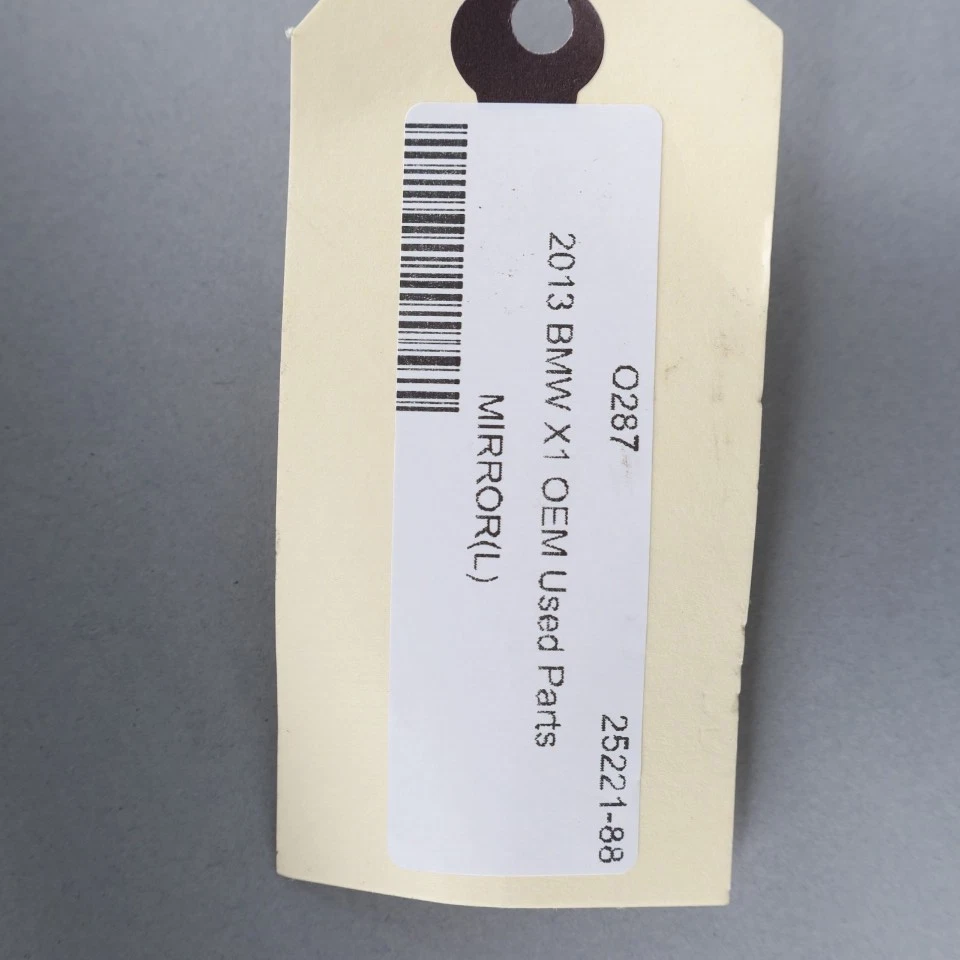 O287 25221-88
2013 BMW X1 OEM Used Parts
MIRROR(L)